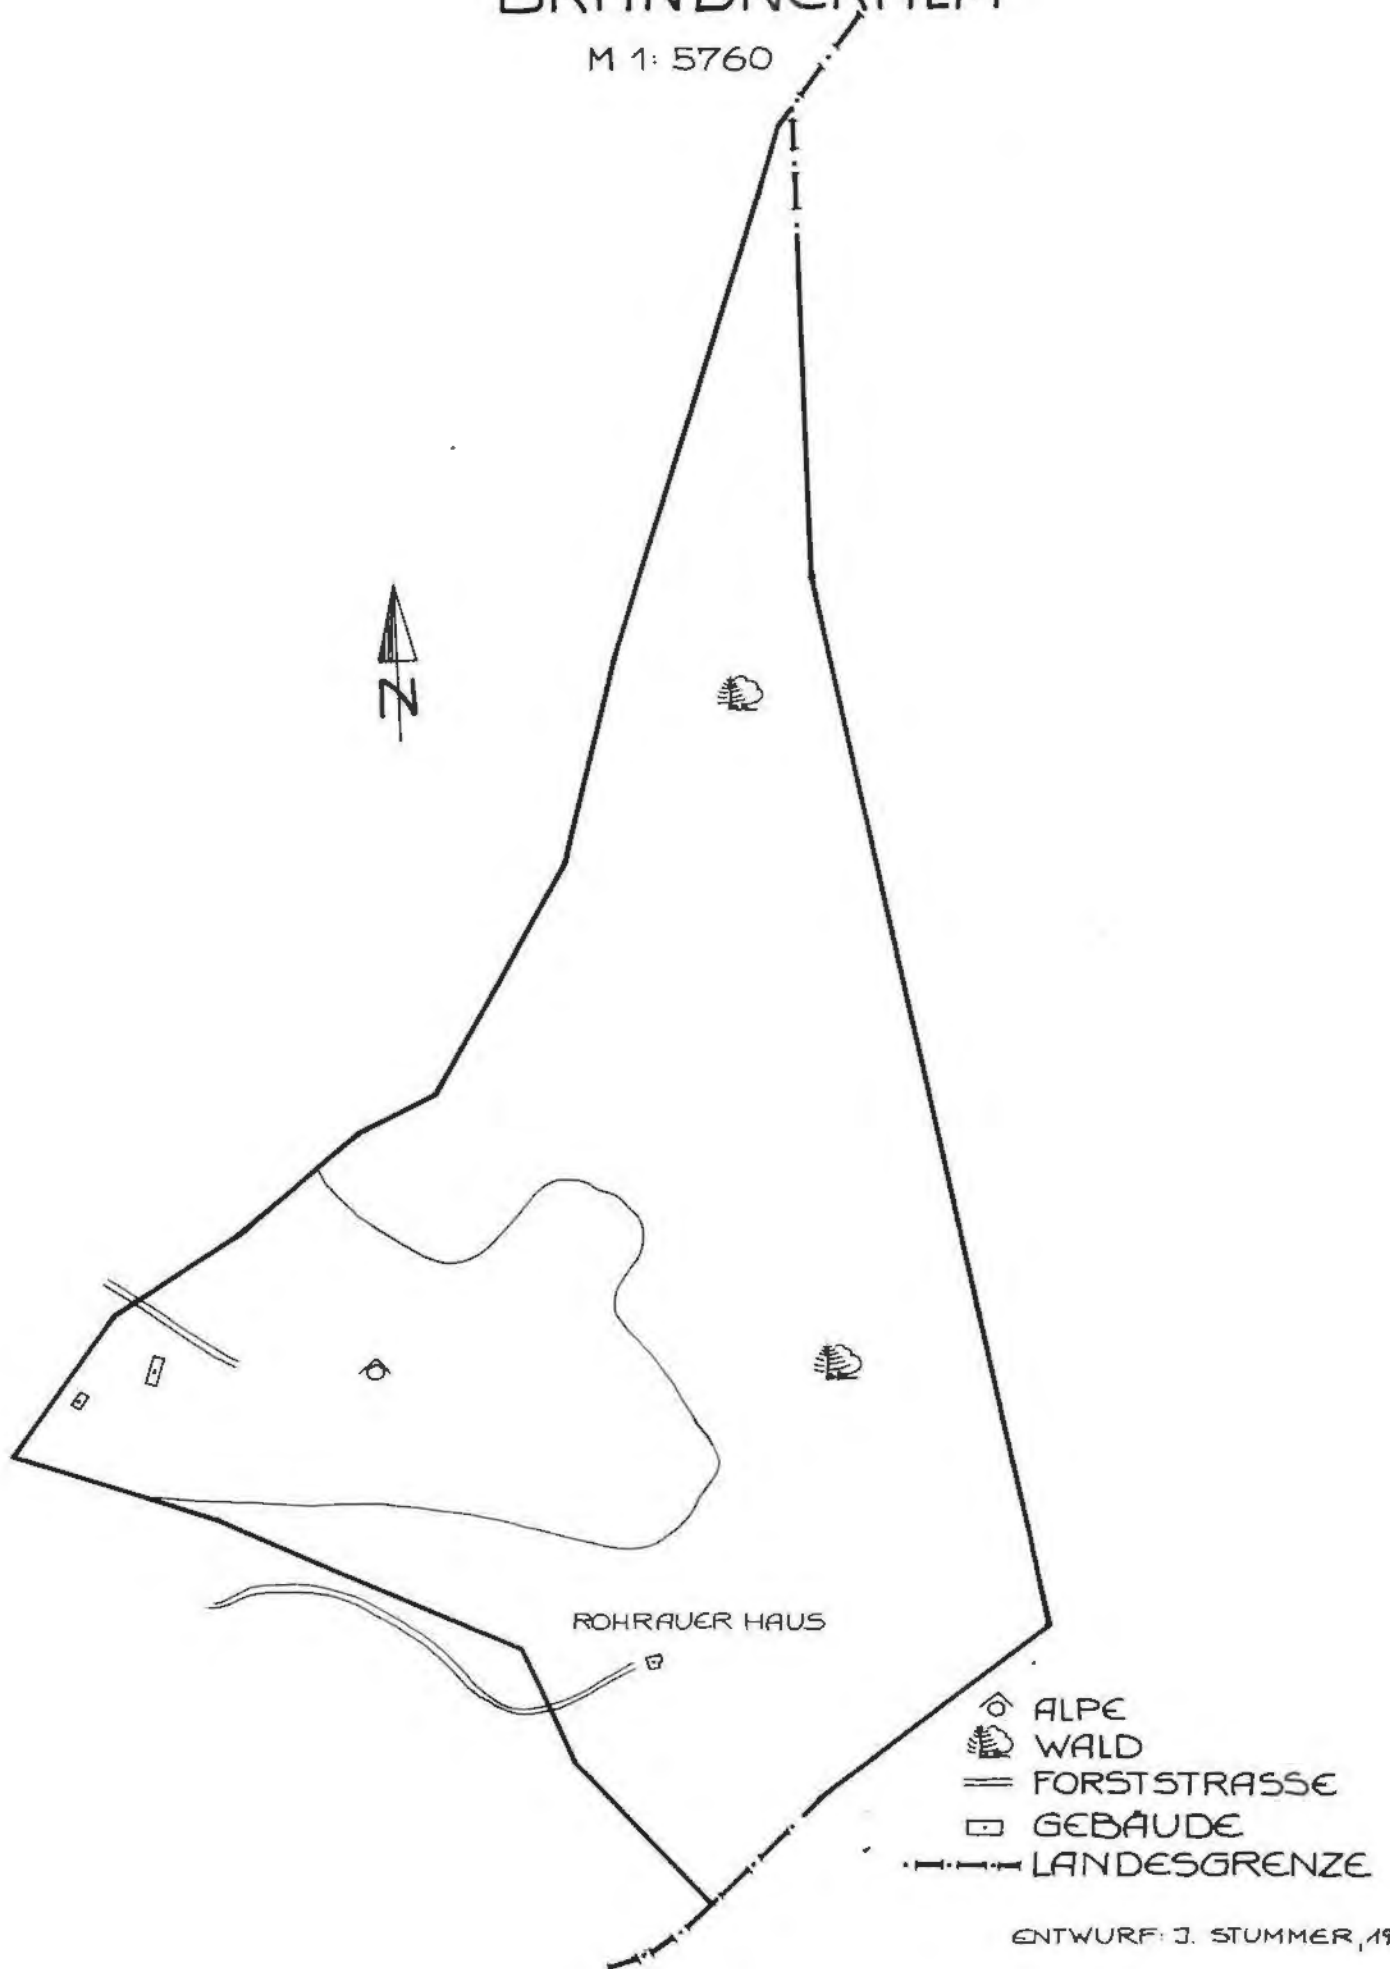 M 1: 5760
N
ROHRAUER HAUS
ALPE
WALD
FORSTSTRASSE
GEBÄUDE
LANDESGRENZE
ENTWURF: J. STUMMER,